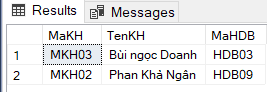 Results Messages
MaKH TenKH MaHDB
1 MKH03 Bùi ngọc Doanh HDB03
2 MKH02 Phan Khả Ngân HDB09